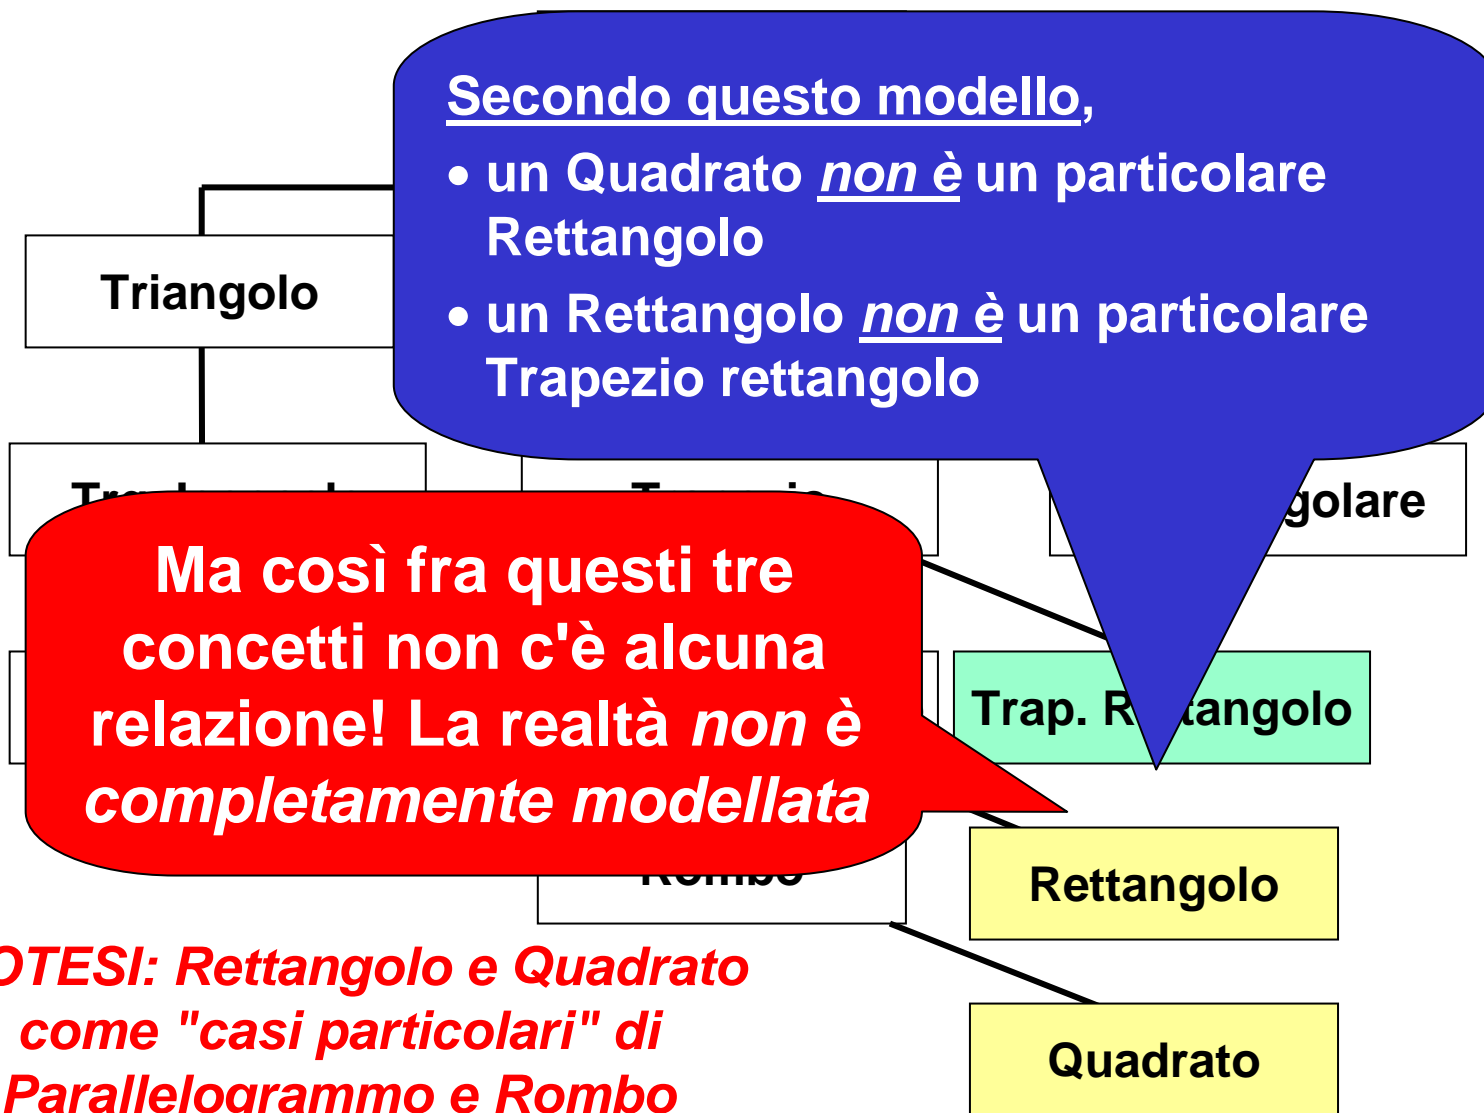 Secondo questo modello,
• un Quadrato non è un particolare
Rettangolo
• un Rettangolo non è un particolare
Trapezio rettangolo
Triangolo
golare
Ma così fra questi tre
concetti non c'è alcuna
relazione! La realtà non è
completamente modellata
Trap. Rettangolo
Rombo
Rettangolo
OTESI: Rettangolo e Quadrato
come "casi particolari" di
Parallelogrammo e Rombo
Quadrato